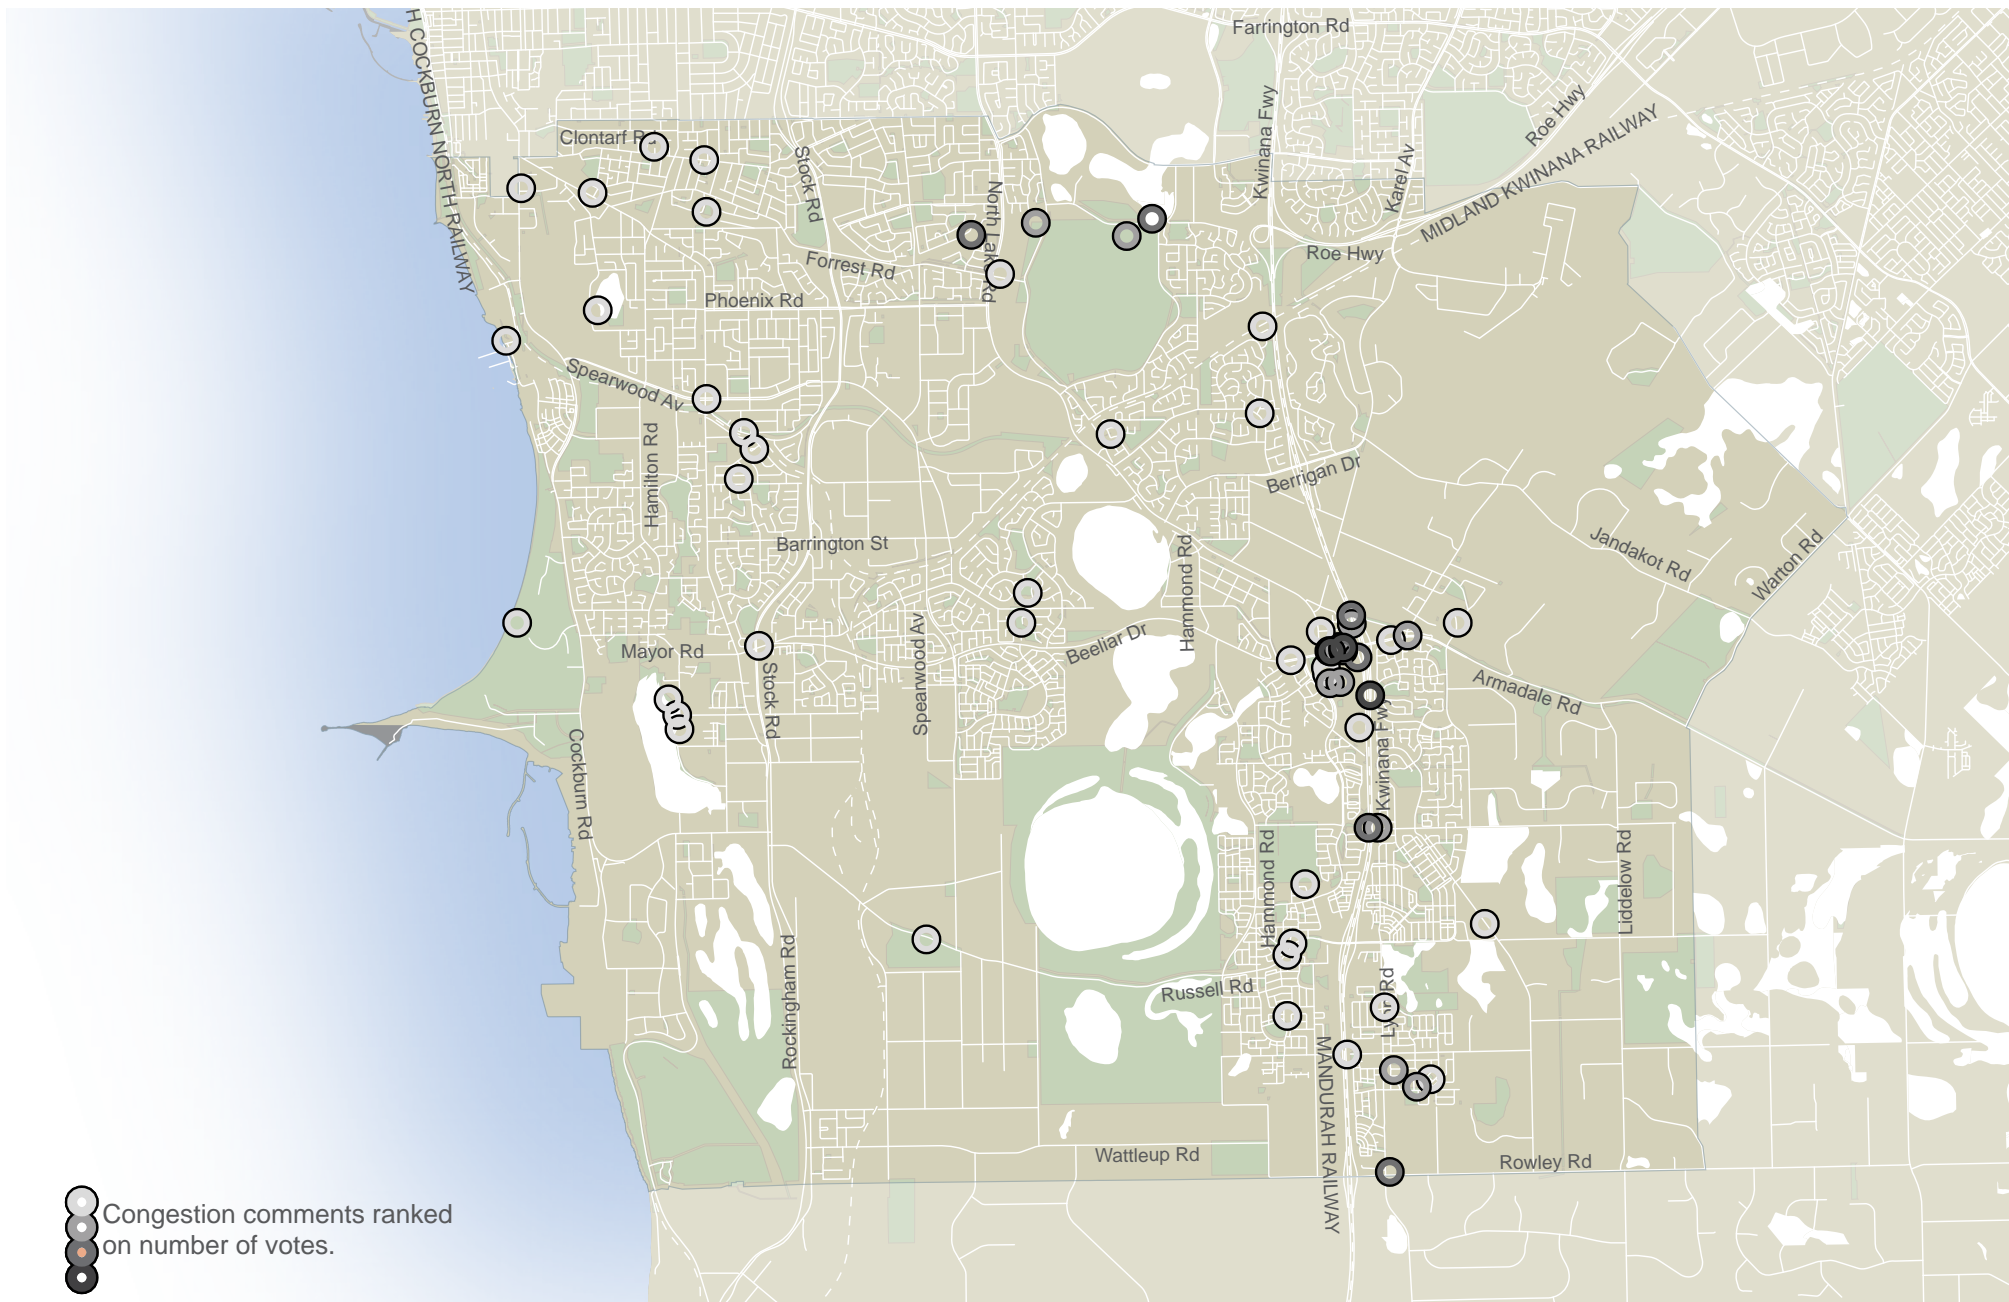 Farrington Rd
H COCKBURN NORTH RAILWAY
Clontarf Rd
Stock Rd
North Lake Rd
Kwinana Fwy
Karel Av
Roe Hwy
MIDLAND KWINANA RAILWAY
Roe Hwy
Forrest Rd
Phoenix Rd
Spearwood Av
Hamilton Rd
Berrigan Dr
Barrington St
Hammond Rd
Jandakot Rd
Warton Rd
Mayor Rd
Stock Rd
Spearwood Av
Beeliar Dr
Armadale Rd
Cockburn Rd
Kwinana Fwy
Hammond Rd
Liddelow Rd
Rockingham Rd
Russell Rd
Rd
MANDURAH RAILWAY
Wattleup Rd
Rowley Rd
Congestion comments ranked
on number of votes.